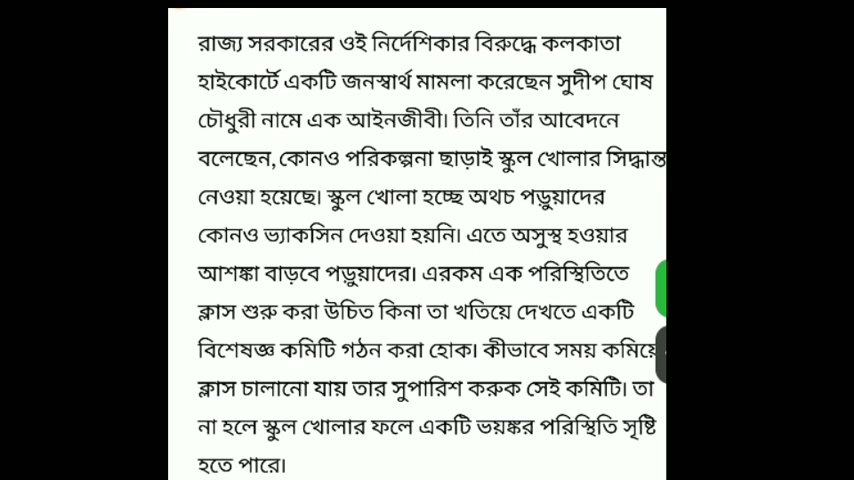 রাজ্য সরকারের ওই নির্দেশিকার বিরুদ্ধে কলকাতা
হাইকোর্টে একটি জনস্বার্থ মামলা করেছেন সুদীপ ঘোষ
চৌধুরী নামে এক আইনজীবী। তিনি তাঁর আবেদনে
বলেছেন, কোনও পরিকল্পনা ছাড়াই স্কুল খোলার সিদ্ধান্ত
নেওয়া হয়েছে। স্কুল খোলা হচ্ছে অথচ পড়ুয়াদের
কোনও ভ্যাকসিন দেওয়া হয়নি। এতে অসুস্থ হওয়ার
আশঙ্কা বাড়বে পড়ুয়াদের। এরকম এক পরিস্থিতিতে
ক্লাস শুরু করা উচিত কিনা তা খতিয়ে দেখতে একটি
বিশেষজ্ঞ কমিটি গঠন করা হোক। কীভাবে সময় কমিয়ে
ক্লাস চালানো যায় তার সুপারিশ করুক সেই কমিটি। তা
না হলে স্কুল খোলার ফলে একটি ভয়ঙ্কর পরিস্থিতি সৃষ্টি
হতে পারে।